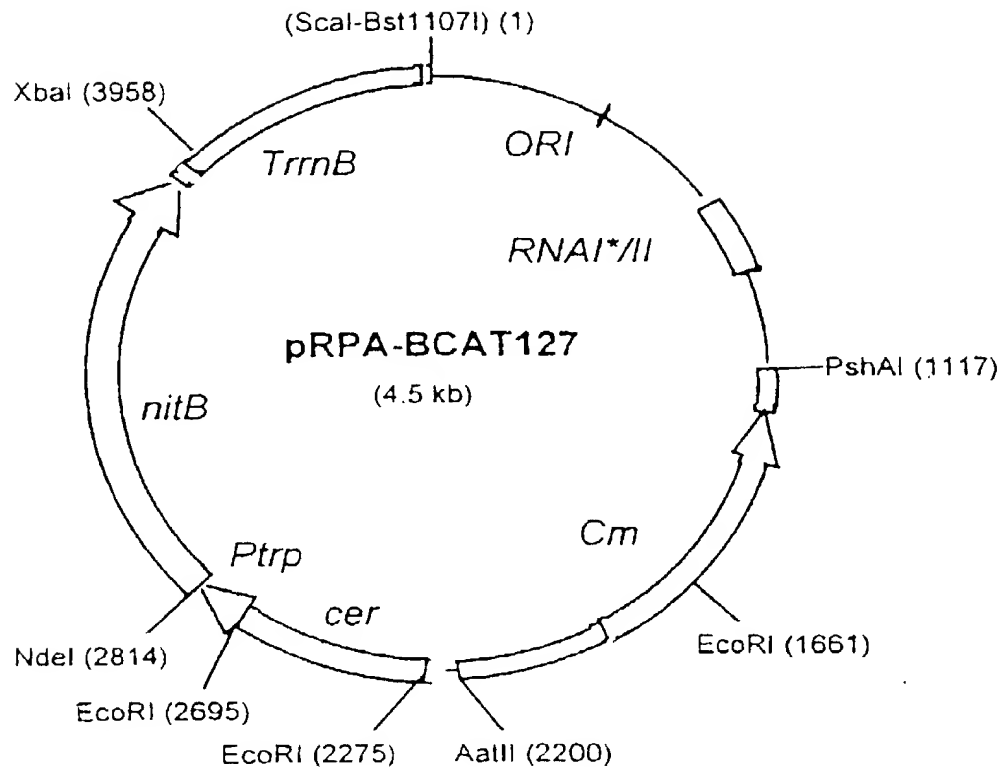 (ScaI-Bst1107I) (1)
XbaI (3958)
TrrnB
ORI
RNAI*/II
pRPA-BCAT127
(4.5 kb)
PshAI (1117)
nitB
Cm
Ptrp
cer
EcoRI (1661)
NdeI (2814)
EcoRI (2695)
EcoRI (2275)
AatII (2200)